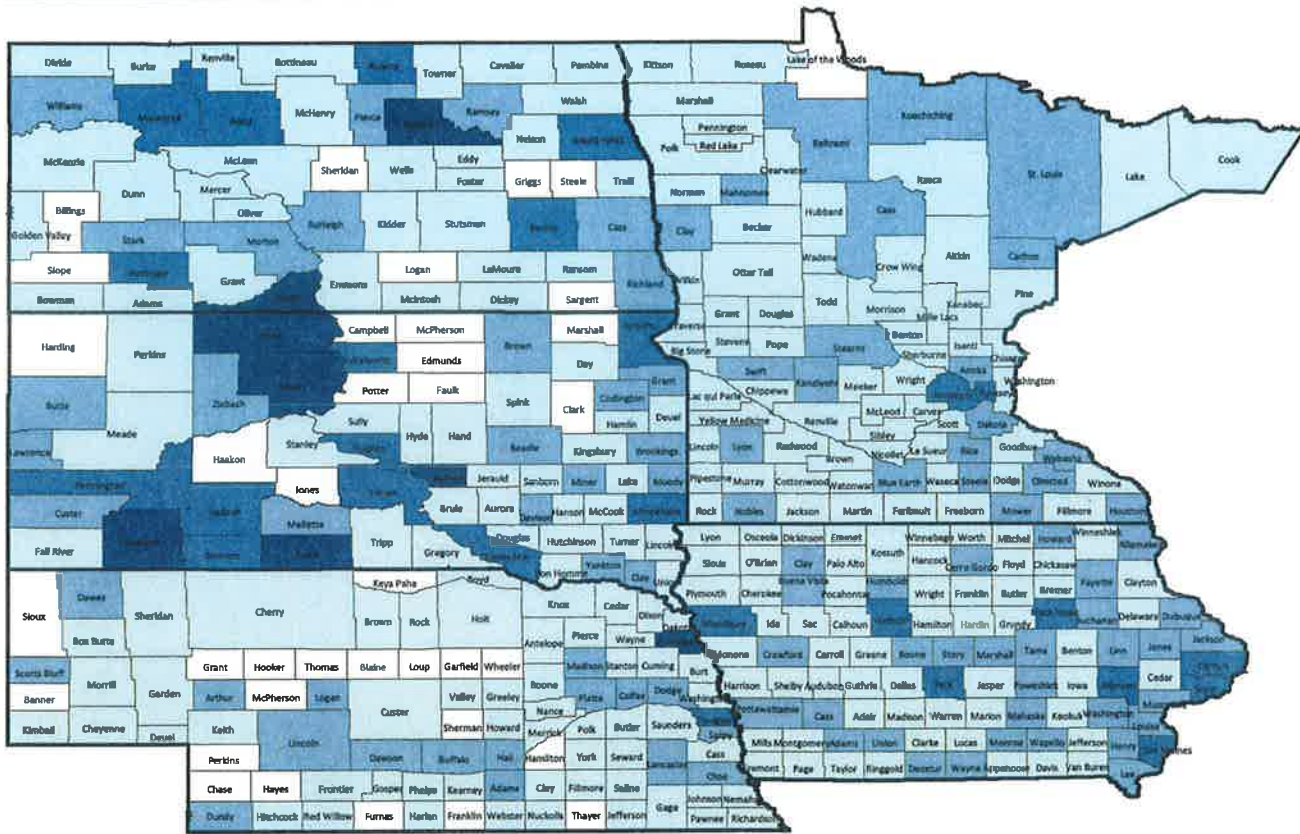 Divide Burke Renville Bottineau Rolette Towner Cavalier Pembina Kittson Roseau Lake of the Woods
Williams Mountrail Ward McHenry Pierce Benson Ramsey Walsh Marshall Koochiching
Pennington
Red Lake
Nelson Grand Forks Polk Beltrami St. Louis Lake Cook
McKenzie McLean Sheridan Wells Eddy Clearwater Itasca
Foster Griggs Steele Traill Norman Mahnomen
Dunn Mercer
Oliver
Billings Hubbard Cass
Golden Valley Stark Morton Burleigh Kidder Stutsman Barnes Cass Clay Becker
Wadena Crow Wing Aitkin Carlton
Slope Hettinger Grant Logan LaMoure Ransom Otter Tail
Emmons Richland Pine
Bowman Adams McIntosh Dickey Sargent Todd Morrison Kanabec
Mille Lacs
Grant Douglas
Campbell McPherson Marshall Traverse Benton
Harding Perkins Walworth Edmunds Brown Day Stevens Pope Stearns Isanti
Big Stone Sherburne Chisago
Potter Faulk Grant Swift Anoka Washington
Butte Ziebach Spink Clark Codington Chippewa Kandiyohi Meeker Wright
Lac qui Parle Ramsey
Hamlin Deuel McLeod Carver
Meade Sully Yellow Medicine Renville Scott Dakota
Lawrence Haakon Stanley Hyde Hand Beadle Kingsbury Brookings Lincoln Lyon Redwood Sibley Nicollet Le Sueur Rice Goodhue Wabasha
Brown
Pennington Jones Jerauld Sanborn Miner Lake Moody Pipestone Murray Cottonwood Watonwan Blue Earth Waseca Steele Dodge Olmsted Winona
Custer Mellette Brule Aurora Davison Hanson McCook Rock Nobles Jackson Martin Faribault Freeborn Mower Fillmore Houston
Fall River Tripp Gregory Douglas Hutchinson Turner Lincoln Lyon Osceola Dickinson Emmet Winnebago Worth Mitchell Howard Winneshiek Allamakee
Kossuth
Bon Homme Yankton Clay Union Sioux O'Brien Clay Palo Alto Hancock Cerro Gordo Floyd Chickasaw
Keya Paha Boyd Buena Vista Humboldt Fayette Clayton
Sioux Dawes Sheridan Cherry Knox Cedar Plymouth Cherokee Pocahontas Wright Franklin Butler Bremer
Brown Rock Holt Dixon Black Hawk Buchanan Delaware Dubuque
Box Butte Antelope Pierce Wayne Dakota Woodbury Ida Sac Calhoun Hamilton Hardin Grundy
Scotts Bluff Grant Hooker Thomas Blaine Loup Garfield Wheeler Madison Stanton Cuming Burt Monona Crawford Carroll Greene Boone Story Marshall Tama Benton Linn Jones Jackson
Morrill Garden Boone
Banner Arthur McPherson Logan Valley Greeley Platte Colfax Dodge Washington Harrison Shelby Audubon Guthrie Dallas Polk Jasper Poweshiek Iowa Cedar
Custer Nance
Kimball Cheyenne Deuel Keith Sherman Howard Merrick Polk Butler Saunders Pottawattamie Cass Adair Madison Warren Marion Mahaska Keokuk Washington Louisa
Sarpy
Lincoln Hamilton York Seward Cass Mills Montgomery Adams Union Clarke Lucas Monroe Wapello Jefferson Henry Des Moines
Perkins Dawson Buffalo Hall Lancaster Otoe Fremont Page Taylor Ringgold Decatur Wayne Appanoose Davis Van Buren Lee
Chase Hayes Frontier Gosper Phelps Kearney Adams Clay Fillmore Saline Johnson Nemaha
Gage
Dundy Hitchcock Red Willow Furnas Harlan Franklin Webster Nuckolls Thayer Jefferson Pawnee Richardson